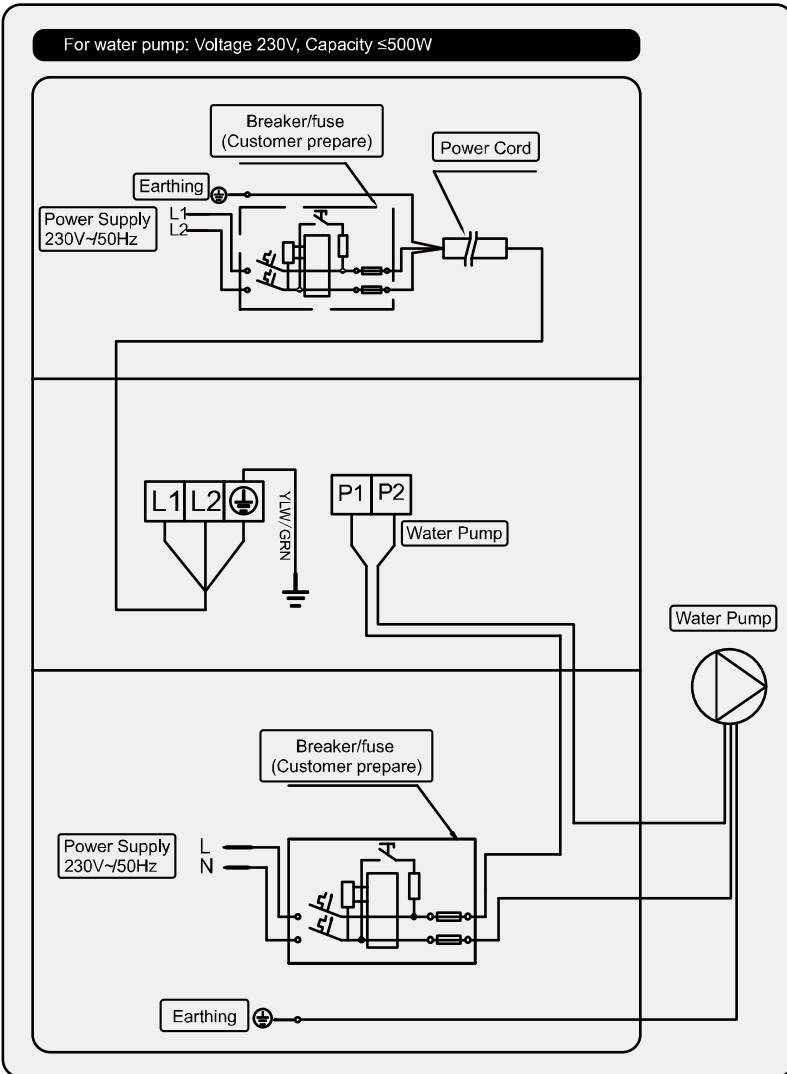 For water pump: Voltage 230V, Capacity ≤500W
Breaker/fuse
(Customer prepare)
Power Cord
Earthing
Power Supply
230V~/50Hz
L1
L2
L1 L2
YLW/GRN
P1 P2
Water Pump
Water Pump
Breaker/fuse
(Customer prepare)
Power Supply
230V~/50Hz
L
N
Earthing